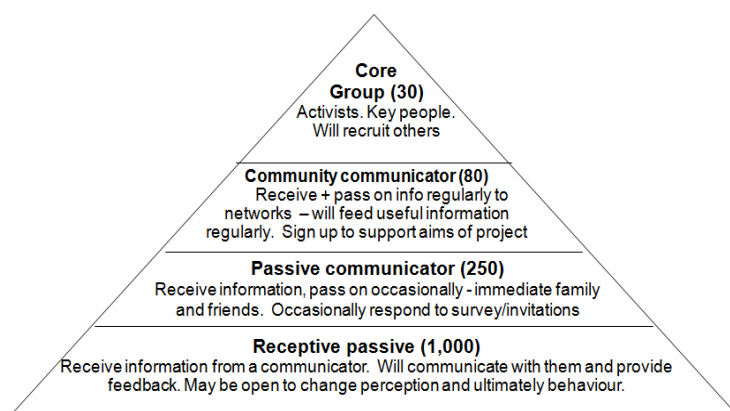 Core
Group (30)
Activists. Key people.
Will recruit others
Community communicator (80)
Receive + pass on info regularly to
networks – will feed useful information
regularly. Sign up to support aims of project
Passive communicator (250)
Receive information, pass on occasionally - immediate family
and friends. Occasionally respond to survey/invitations
Receptive passive (1,000)
Receive information from a communicator. Will communicate with them and provide
feedback. May be open to change perception and ultimately behaviour.